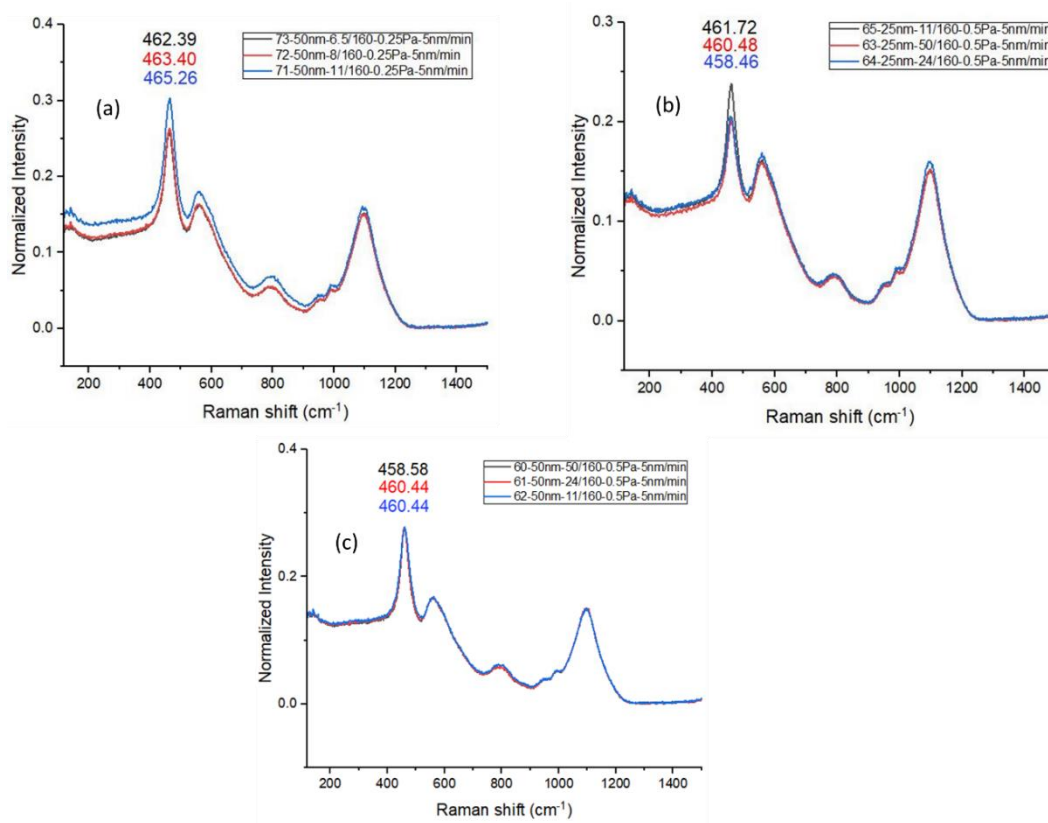 462.39
463.40
465.26
73-50nm-6.5/160-0.25Pa-5nm/min
72-50nm-8/160-0.25Pa-5nm/min
71-50nm-11/160-0.25Pa-5nm/min
(a)
Normalized Intensity
0.4
0.3
0.2
0.1
0.0
200 400 600 800 1000 1200 1400
Raman shift (cm⁻¹)
461.72
460.48
458.46
65-25nm-11/160-0.5Pa-5nm/min
63-25nm-50/160-0.5Pa-5nm/min
64-25nm-24/160-0.5Pa-5nm/min
(b)
Normalized Intensity
0.3
0.2
0.1
0.0
200 400 600 800 1000 1200 1400
Raman shift (cm⁻¹)
458.58
460.44
460.44
60-50nm-50/160-0.5Pa-5nm/min
61-50nm-24/160-0.5Pa-5nm/min
62-50nm-11/160-0.5Pa-5nm/min
(c)
Normalized Intensity
0.4
0.2
0.0
200 400 600 800 1000 1200 1400
Raman shift (cm⁻¹)